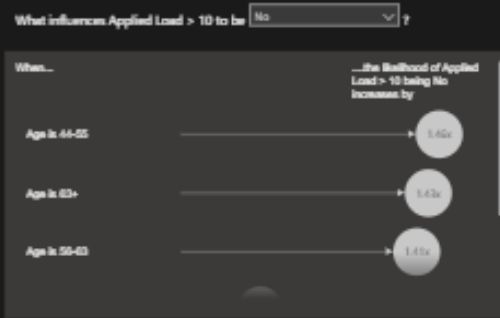 What influences Applied Load > 10 to be No ?
When...
....the likelihood of Applied
Load > 10 being No
increases by
Age is 44-55
1.46x
Age is 63+
1.43x
Age is 56-63
1.41x